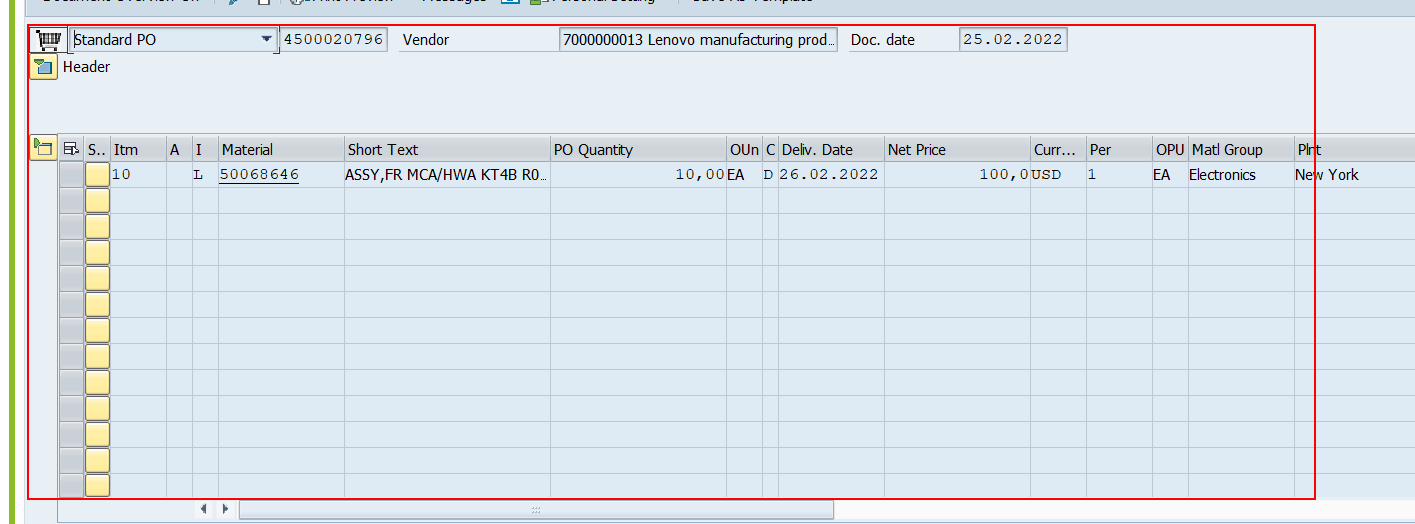 Standard PO 4500020796 Vendor 7000000013 Lenovo manufacturing prod.. Doc. date 25.02.2022
Header
S.. Itm A I Material Short Text PO Quantity OUn C Deliv. Date Net Price Curr... Per OPU Matl Group Plnt
10 L 50068646 ASSY,FR MCA/HWA KT4B R0.. 10,00 EA D 26.02.2022 100,0 USD 1 EA Electronics New York